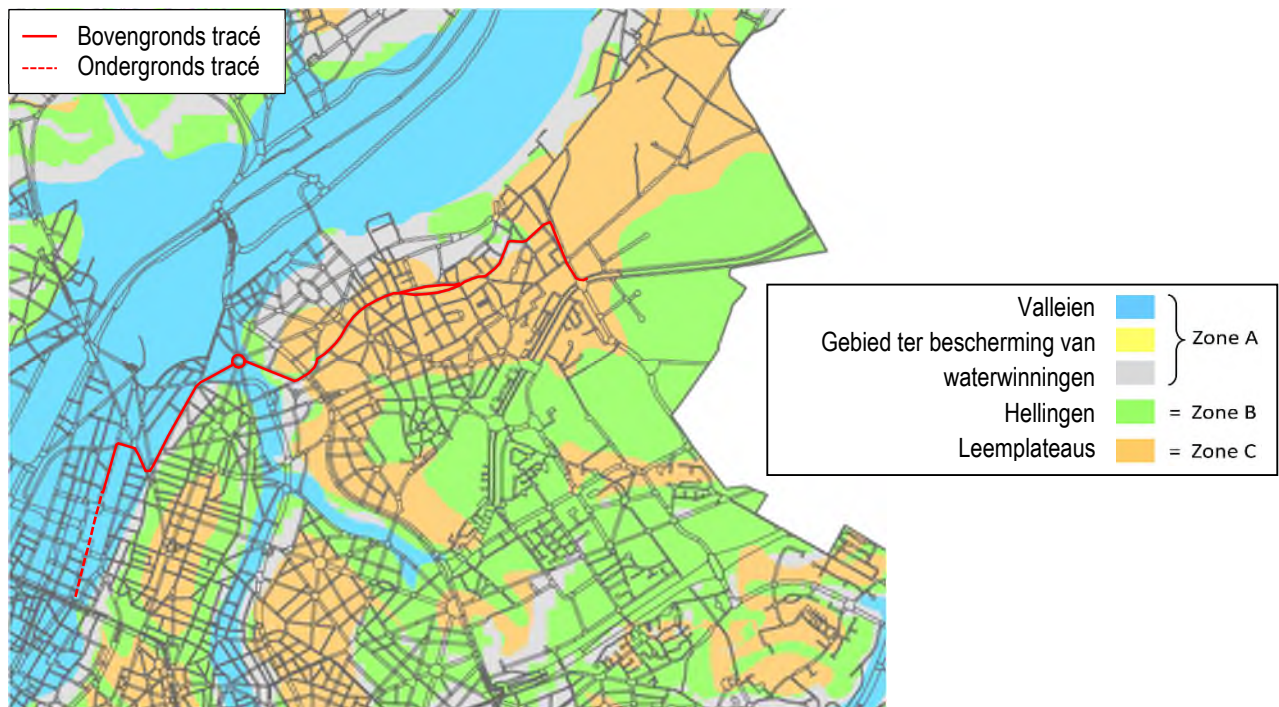 Bovengronds tracé
Ondergronds tracé
Valleien
Gebied ter bescherming van
waterwinningen
Zone A
Hellingen = Zone B
Leemplateaus = Zone C